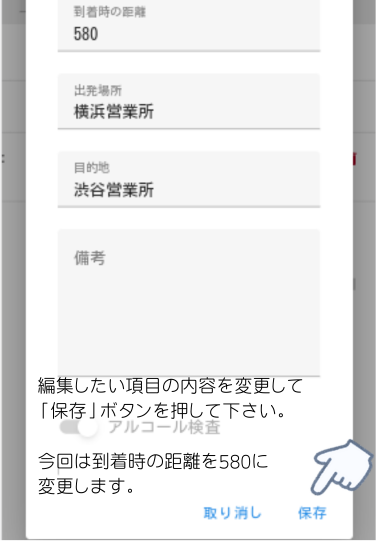 到着時の距離
580
出発場所
横浜営業所
目的地
渋谷営業所
備考
編集したい項目の内容を変更して
「保存」ボタンを押して下さい。
アルコール検査
今回は到着時の距離を580に
変更します。
取り消し 保存